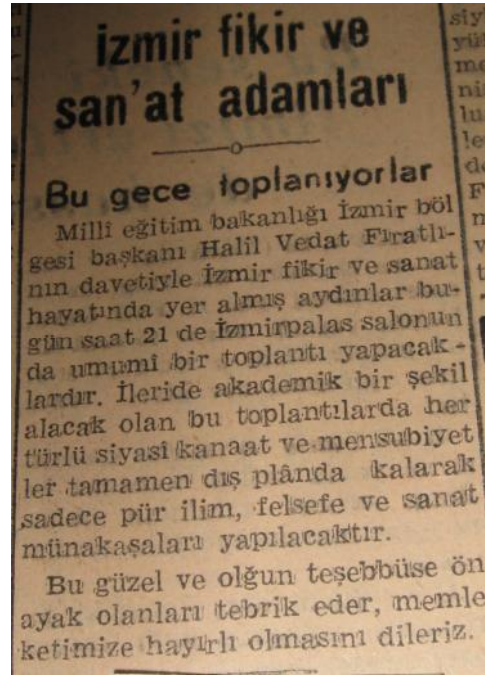 İzmir fikir ve
san'at adamları
Bu gece toplanıyorlar
Millî eğitim bakanlığı İzmir böl
gesi başkanı Halil Vedat Fıratlı-
nın davetiyle İzmir fikir ve sanat
hayatında yer almış aydınlar bu-
gün saat 21 de İzmirpalas salonun
da umumî bir toplantı yapacak-
lardır. İleride akademik bir şekil
alacak olan bu toplantılarda her
türlü siyasî kanaat ve mensubiyet
ler tamamen dış plânda kalarak
sadece pür ilim, felsefe ve sanat
münakaşaları yapılacaktır.
Bu güzel ve olğun teşebbüse ön
ayak olanları tebrik eder, memle
ketimize hayırlı olmasını dileriz.